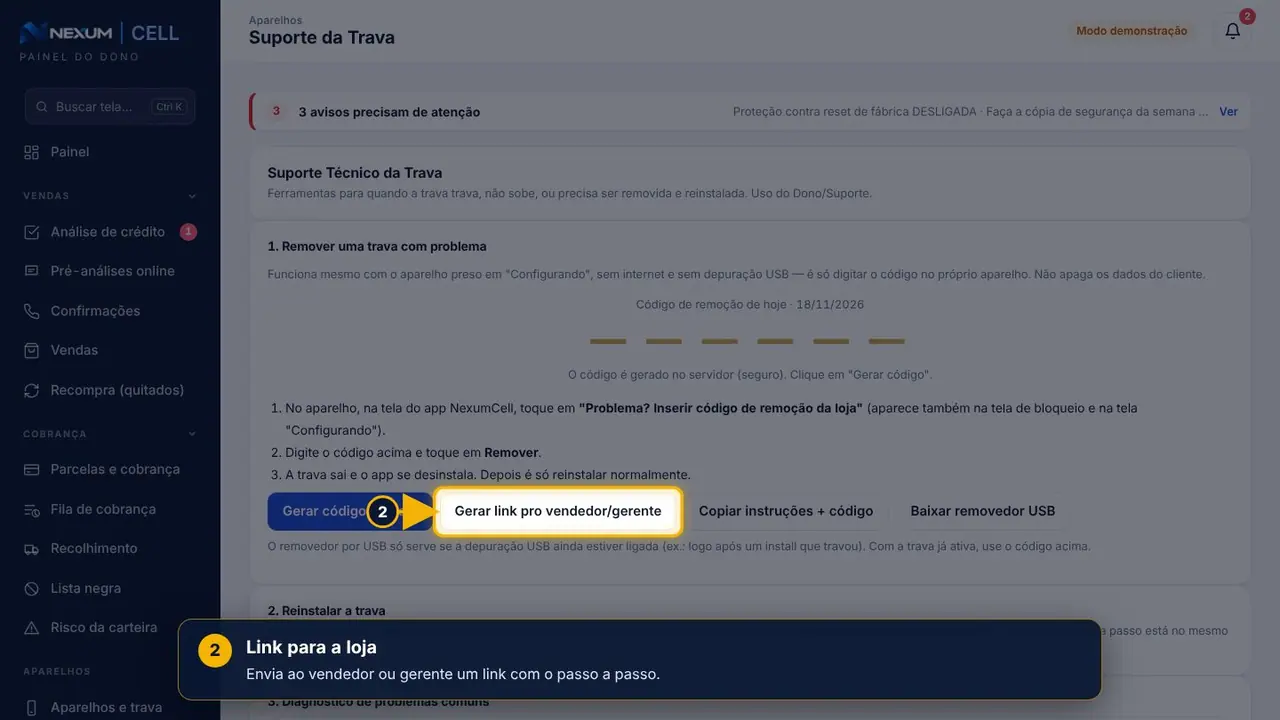 NEXUM | CELL
PAINEL DO DONO
Buscar tela... Ctrl K
Painel
VENDAS
Análise de crédito 1
Pré-análises online
Confirmações
Vendas
Recompra (quitados)
COBRANÇA
Parcelas e cobrança
Fila de cobrança
Recolhimento
Lista negra
Risco da carteira
APARELHOS
Aparelhos e trava
Aparelhos
Suporte da Trava
Modo demonstração
2
3 3 avisos precisam de atenção
Proteção contra reset de fábrica DESLIGADA · Faça a cópia de segurança da semana ... Ver
Suporte Técnico da Trava
Ferramentas para quando a trava trava, não sobe, ou precisa ser removida e reinstalada. Uso do Dono/Suporte.
1. Remover uma trava com problema
Funciona mesmo com o aparelho preso em "Configurando", sem internet e sem depuração USB — é só digitar o código no próprio aparelho. Não apaga os dados do cliente.
Código de remoção de hoje · 18/11/2026
O código é gerado no servidor (seguro). Clique em "Gerar código".
1. No aparelho, na tela do app NexumCell, toque em "Problema? Inserir código de remoção da loja" (aparece também na tela de bloqueio e na tela
"Configurando").
2. Digite o código acima e toque em Remover.
3. A trava sai e o app se desinstala. Depois é só reinstalar normalmente.
Gerar código 2 Gerar link pro vendedor/gerente Copiar instruções + código Baixar removedor USB
O removedor por USB só serve se a depuração USB ainda estiver ligada (ex.: logo após um install que travou). Com a trava já ativa, use o código acima.
2. Reinstalar a trava
a passo está no mesmo
2 Link para a loja
Envia ao vendedor ou gerente um link com o passo a passo.
3. Diagnóstico de problemas comuns